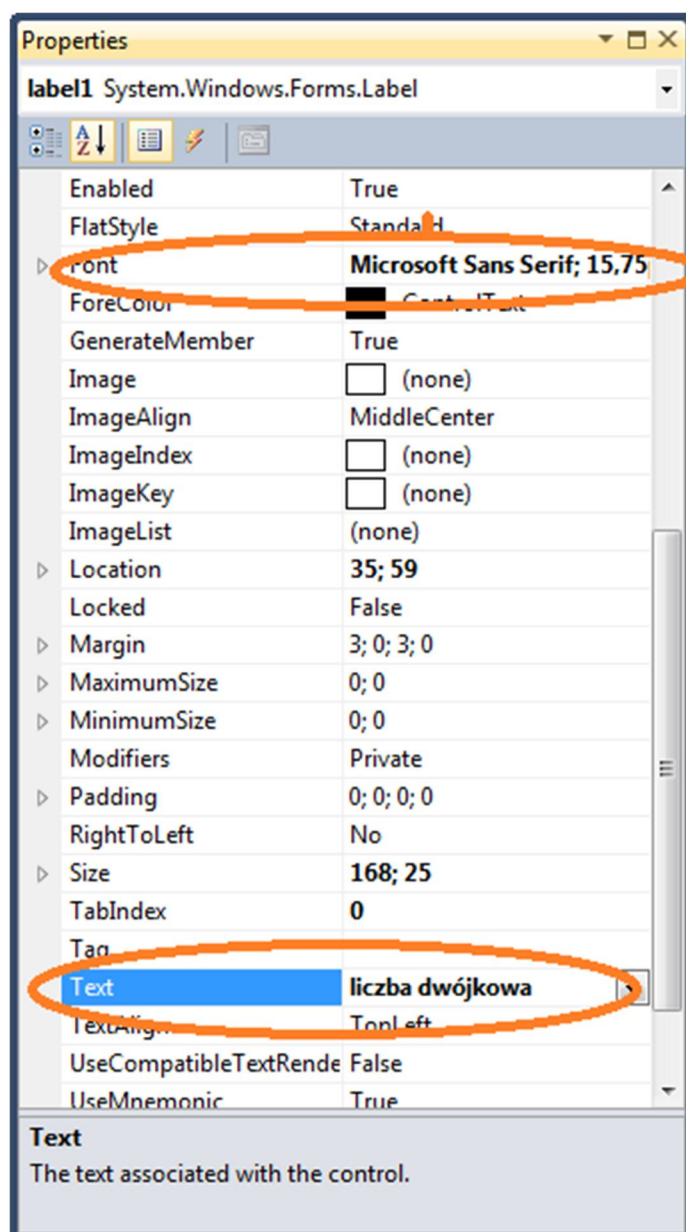 Properties
label1 System.Windows.Forms.Label
Enabled True
FlatStyle Standard
Font Microsoft Sans Serif; 15,75
ForeColor ControlText
GenerateMember True
Image (none)
ImageAlign MiddleCenter
ImageIndex (none)
ImageKey (none)
ImageList (none)
Location 35; 59
Locked False
Margin 3; 0; 3; 0
MaximumSize 0; 0
MinimumSize 0; 0
Modifiers Private
Padding 0; 0; 0; 0
RightToLeft No
Size 168; 25
TabIndex 0
Tag
Text liczba dwójkowa
TextAlign TopLeft
UseCompatibleTextRende False
UseMnemonic True
Text
The text associated with the control.